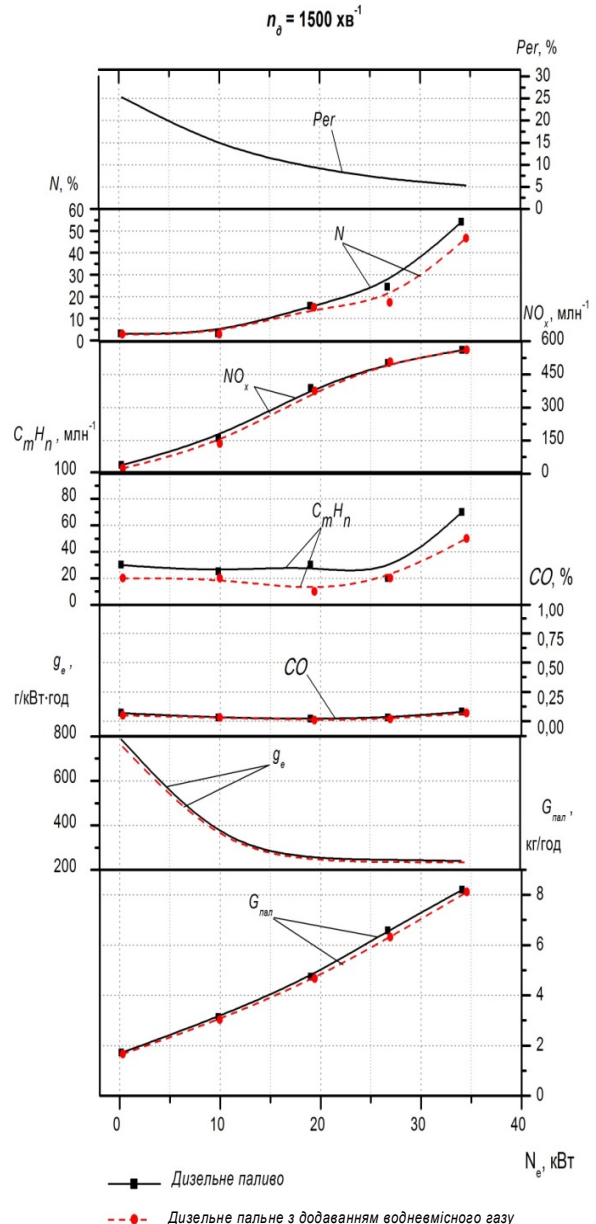 n_д = 1500 хв⁻¹
Per, %
30
25
20
15
10
5
0
Per
N, %
60
50
40
30
20
10
0
N
NOₓ, млн⁻¹
600
450
300
150
0
NOₓ
CₘHₙ, млн⁻¹
100
80
60
40
20
0
CₘHₙ
CO, %
1,00
0,75
0,50
0,25
0,00
CO
gₑ,
г/кВт·год
800
600
400
200
gₑ
G_пал,
кг/год
8
6
4
2
0
G_пал
0 10 20 30 40
Nₑ, кВт
Дизельне паливо
Дизельне пальне з додаванням водневмісного газу